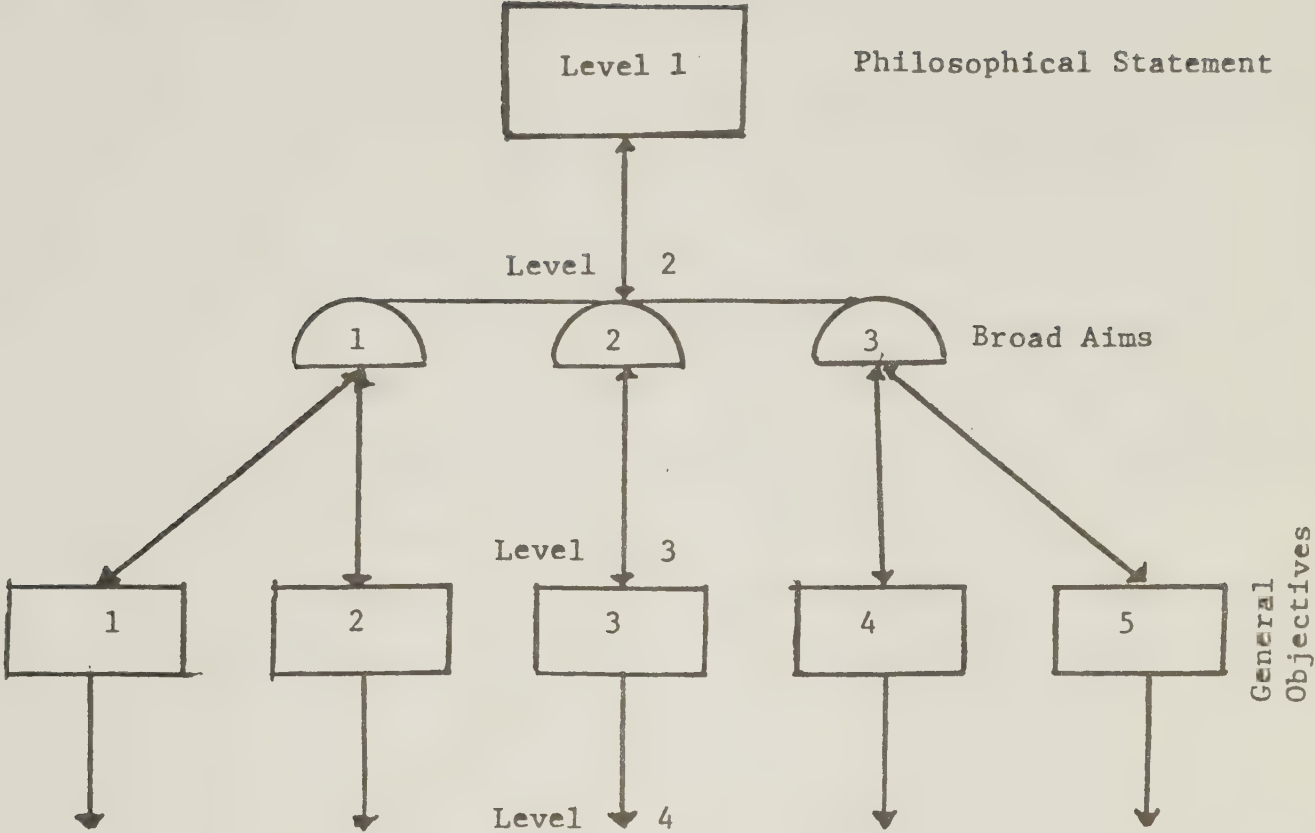 Level 1
Philosophical Statement
Level 2
1
2
3
Broad Aims
Level 3
1
2
3
4
5
General
Objectives
Level 4